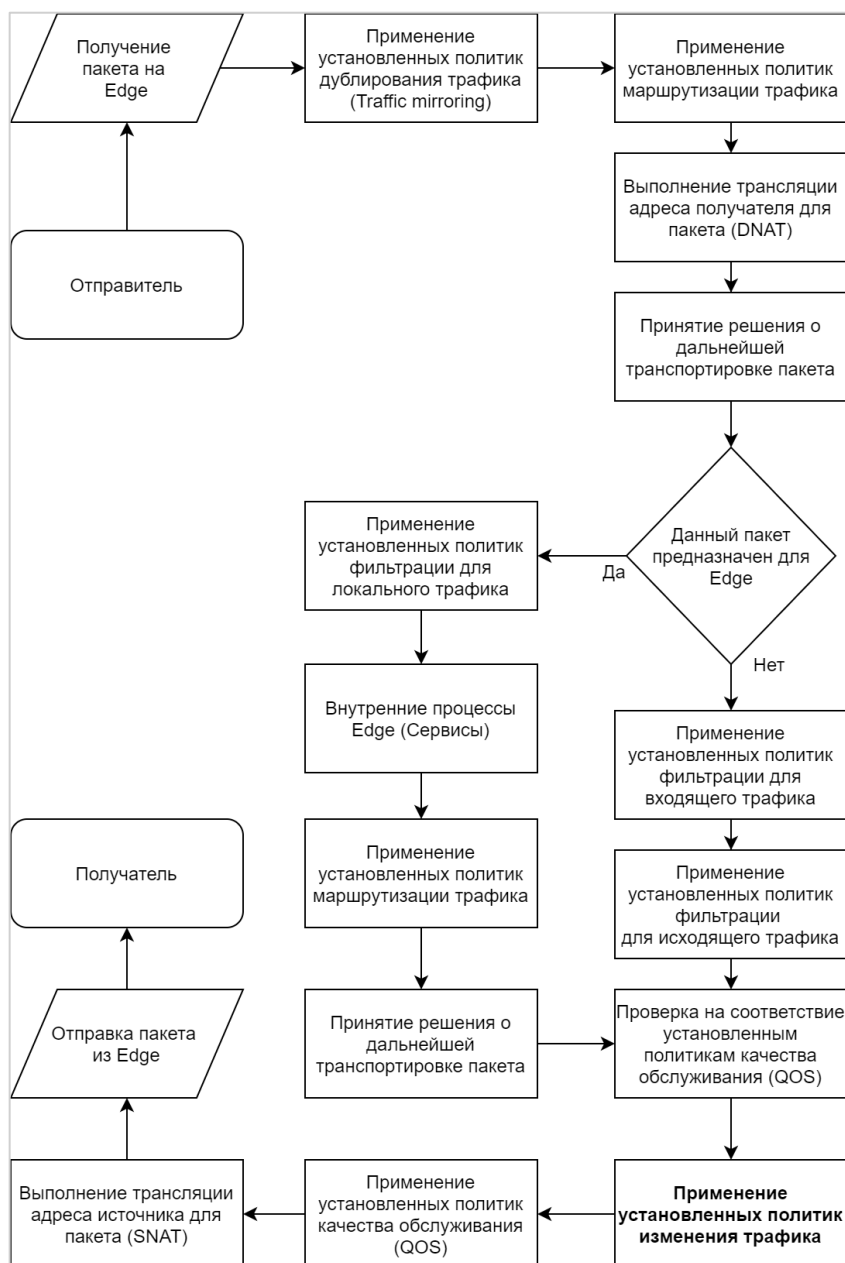 Получение
пакета на
Edge
Применение
установленных политик
дублирования трафика
(Traffic mirroring)
Применение
установленных политик
маршрутизации трафика
Выполнение трансляции
адреса получателя для
пакета (DNAT)
Отправитель
Принятие решения о
дальнейшей
транспортировке пакета
Данный пакет
предназначен для
Edge
Да
Нет
Применение
установленных политик
фильтрации для
локального трафика
Внутренние процессы
Edge (Сервисы)
Применение
установленных политик
маршрутизации трафика
Принятие решения о
дальнейшей
транспортировке пакета
Применение
установленных политик
фильтрации для
входящего трафика
Применение
установленных политик
фильтрации
для исходящего трафика
Проверка на соответствие
установленным
политикам качества
обслуживания (QOS)
Применение
установленных политик
изменения трафика
Применение
установленных политик
качества обслуживания
(QOS)
Выполнение трансляции
адреса источника для
пакета (SNAT)
Отправка пакета
из Edge
Получатель